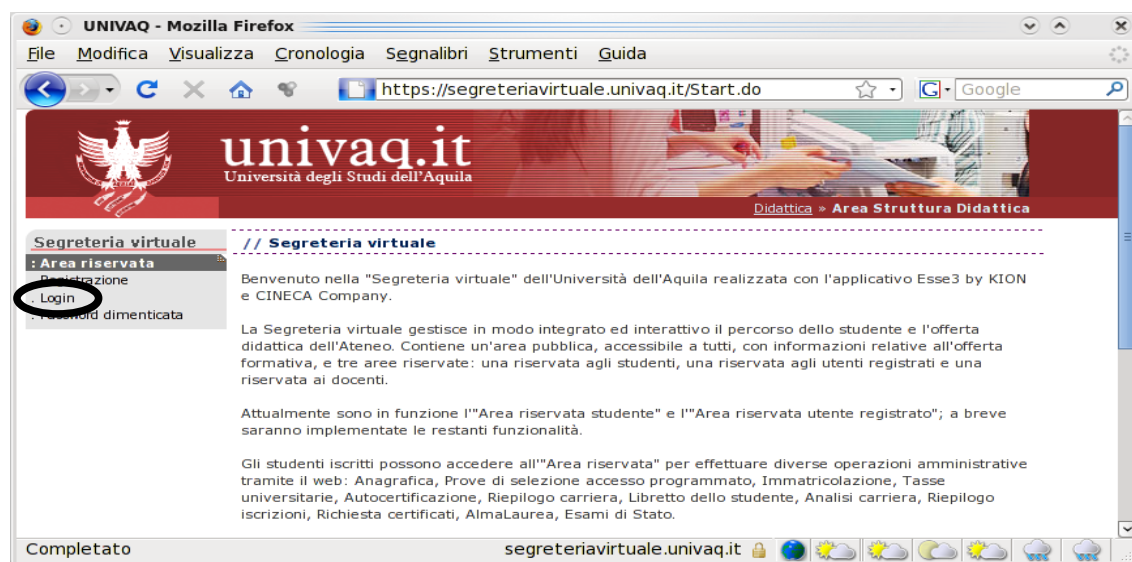 UNIVAQ - Mozilla Firefox
File Modifica Visualizza Cronologia Segnalibri Strumenti Guida
https://segreteriavirtuale.univaq.it/Start.do
G Google
univaq.it
Università degli Studi dell'Aquila
Didattica » Area Struttura Didattica
Segreteria virtuale
: Area riservata
. Registrazione
. Login
. Password dimenticata
// Segreteria virtuale
Benvenuto nella "Segreteria virtuale" dell'Università dell'Aquila realizzata con l'applicativo Esse3 by KION
e CINECA Company.
La Segreteria virtuale gestisce in modo integrato ed interattivo il percorso dello studente e l'offerta
didattica dell'Ateneo. Contiene un'area pubblica, accessibile a tutti, con informazioni relative all'offerta
formativa, e tre aree riservate: una riservata agli studenti, una riservata agli utenti registrati e una
riservata ai docenti.
Attualmente sono in funzione l'"Area riservata studente" e l'"Area riservata utente registrato"; a breve
saranno implementate le restanti funzionalità.
Gli studenti iscritti possono accedere all'"Area riservata" per effettuare diverse operazioni amministrative
tramite il web: Anagrafica, Prove di selezione accesso programmato, Immatricolazione, Tasse
universitarie, Autocertificazione, Riepilogo carriera, Libretto dello studente, Analisi carriera, Riepilogo
iscrizioni, Richiesta certificati, AlmaLaurea, Esami di Stato.
Completato
segreteriavirtuale.univaq.it